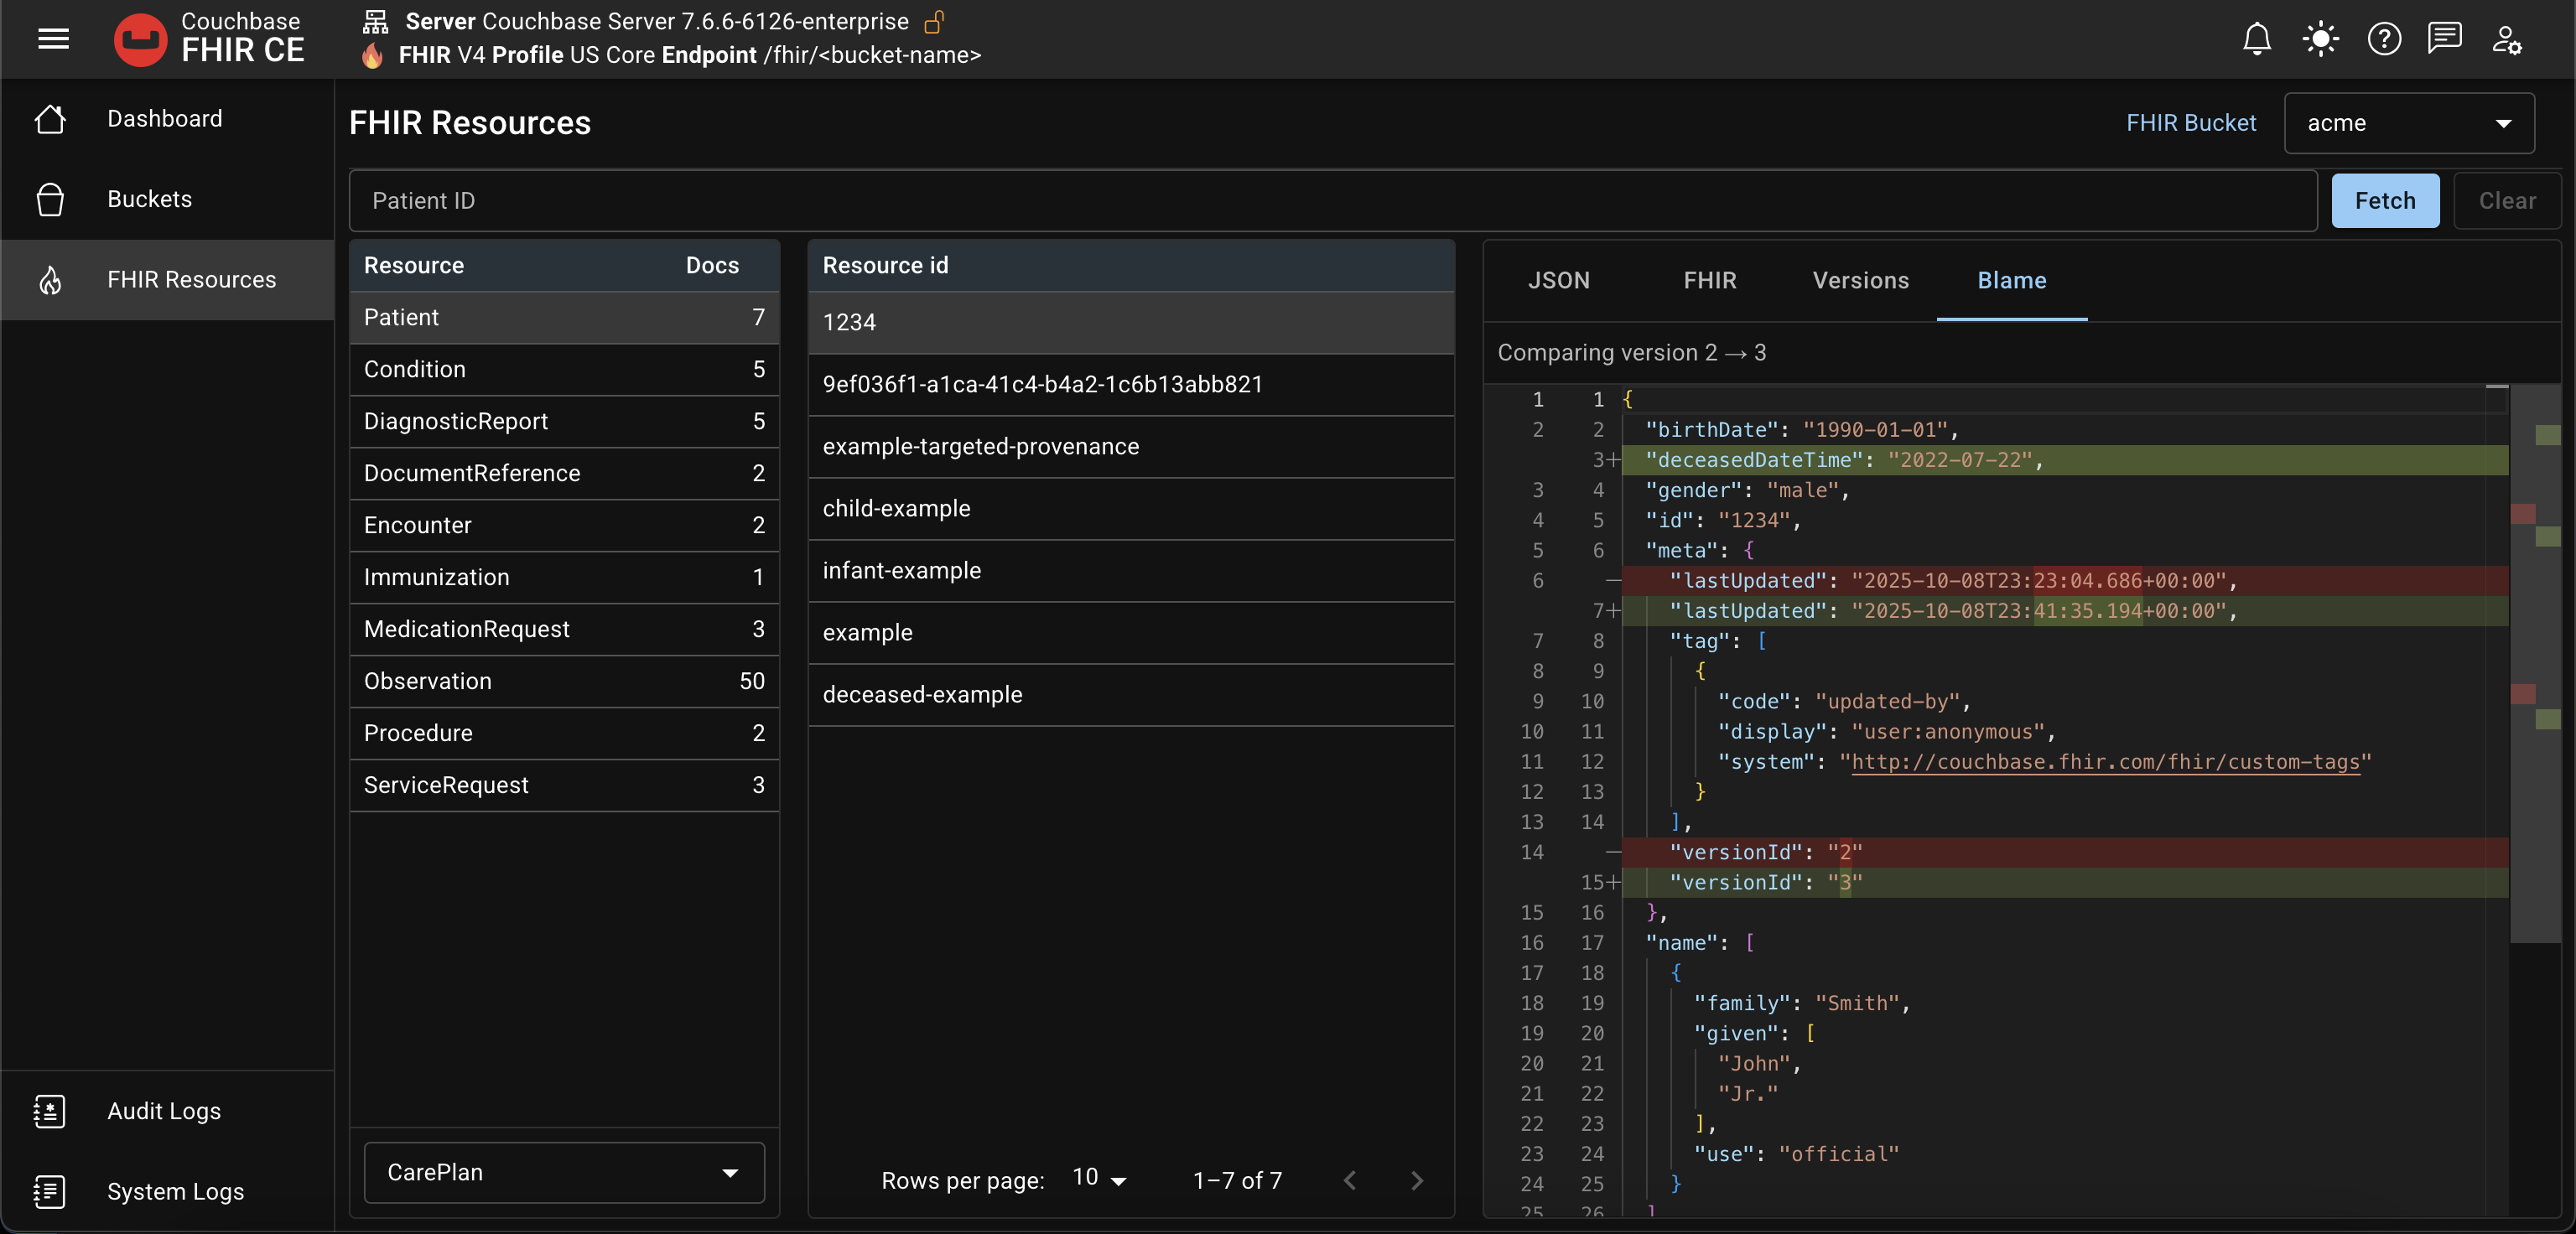 Couchbase
FHIR CE
Server Couchbase Server 7.6.6-6126-enterprise
FHIR V4 Profile US Core Endpoint /fhir/<bucket-name>
Dashboard
Buckets
FHIR Resources
Audit Logs
System Logs
FHIR Resources
FHIR Bucket
acme
Patient ID
Fetch
Clear
Resource Docs
Patient 7
Condition 5
DiagnosticReport 5
DocumentReference 2
Encounter 2
Immunization 1
MedicationRequest 3
Observation 50
Procedure 2
ServiceRequest 3
CarePlan
Resource id
1234
9ef036f1-a1ca-41c4-b4a2-1c6b13abb821
example-targeted-provenance
child-example
infant-example
example
deceased-example
Rows per page: 10 1–7 of 7
JSON FHIR Versions Blame
Comparing version 2 → 3
1 1 {
2 2 "birthDate": "1990-01-01",
3+ "deceasedDateTime": "2022-07-22",
3 4 "gender": "male",
4 5 "id": "1234",
5 6 "meta": {
6 — "lastUpdated": "2025-10-08T23:23:04.686+00:00",
7+ "lastUpdated": "2025-10-08T23:41:35.194+00:00",
7 8 "tag": [
8 9 {
9 10 "code": "updated-by",
10 11 "display": "user:anonymous",
11 12 "system": "http://couchbase.fhir.com/fhir/custom-tags"
12 13 }
13 14 ],
14 — "versionId": "2"
15+ "versionId": "3"
15 16 },
16 17 "name": [
17 18 {
18 19 "family": "Smith",
19 20 "given": [
20 21 "John",
21 22 "Jr."
22 23 ],
23 24 "use": "official"
24 25 }
25 26 ]